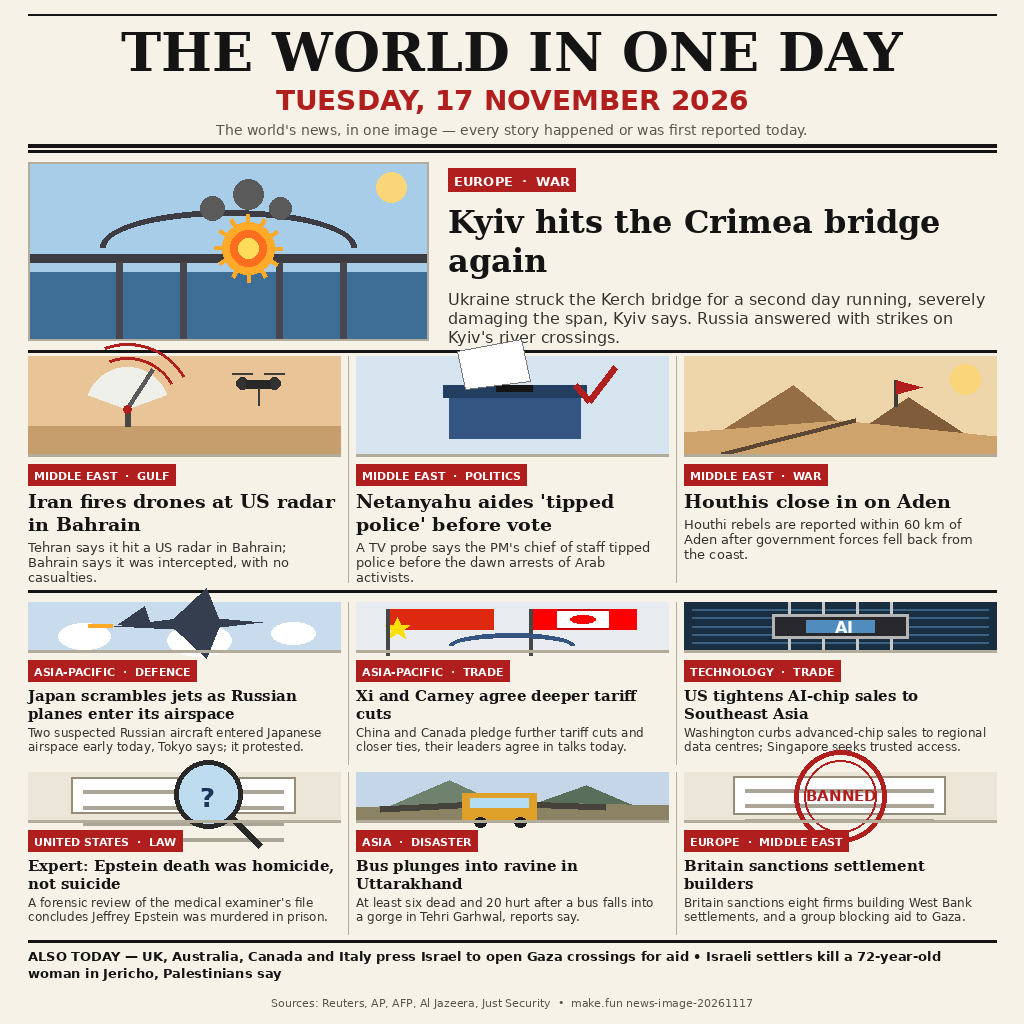 THE WORLD IN ONE DAY
TUESDAY, 17 NOVEMBER 2026
The world's news, in one image — every story happened or was first reported today.
EUROPE · WAR
Kyiv hits the Crimea bridge
again
Ukraine struck the Kerch bridge for a second day running, severely
damaging the span, Kyiv says. Russia answered with strikes on
Kyiv's river crossings.
MIDDLE EAST · GULF
Iran fires drones at US radar
in Bahrain
Tehran says it hit a US radar in Bahrain;
Bahrain says it was intercepted, with no
casualties.
MIDDLE EAST · POLITICS
Netanyahu aides 'tipped
police' before vote
A TV probe says the PM's chief of staff tipped
police before the dawn arrests of Arab
activists.
MIDDLE EAST · WAR
Houthis close in on Aden
Houthi rebels are reported within 60 km of
Aden after government forces fell back from
the coast.
ASIA-PACIFIC · DEFENCE
Japan scrambles jets as Russian
planes enter its airspace
Two suspected Russian aircraft entered Japanese
airspace early today, Tokyo says; it protested.
ASIA-PACIFIC · TRADE
Xi and Carney agree deeper tariff
cuts
China and Canada pledge further tariff cuts and
closer ties, their leaders agree in talks today.
AI
TECHNOLOGY · TRADE
US tightens AI-chip sales to
Southeast Asia
Washington curbs advanced-chip sales to regional
data centres; Singapore seeks trusted access.
?
UNITED STATES · LAW
Expert: Epstein death was homicide,
not suicide
A forensic review of the medical examiner's file
concludes Jeffrey Epstein was murdered in prison.
ASIA · DISASTER
Bus plunges into ravine in
Uttarakhand
At least six dead and 20 hurt after a bus falls into
a gorge in Tehri Garhwal, reports say.
BANNED
EUROPE · MIDDLE EAST
Britain sanctions settlement
builders
Britain sanctions eight firms building West Bank
settlements, and a group blocking aid to Gaza.
ALSO TODAY — UK, Australia, Canada and Italy press Israel to open Gaza crossings for aid • Israeli settlers kill a 72-year-old
woman in Jericho, Palestinians say
Sources: Reuters, AP, AFP, Al Jazeera, Just Security • make.fun news-image-20261117